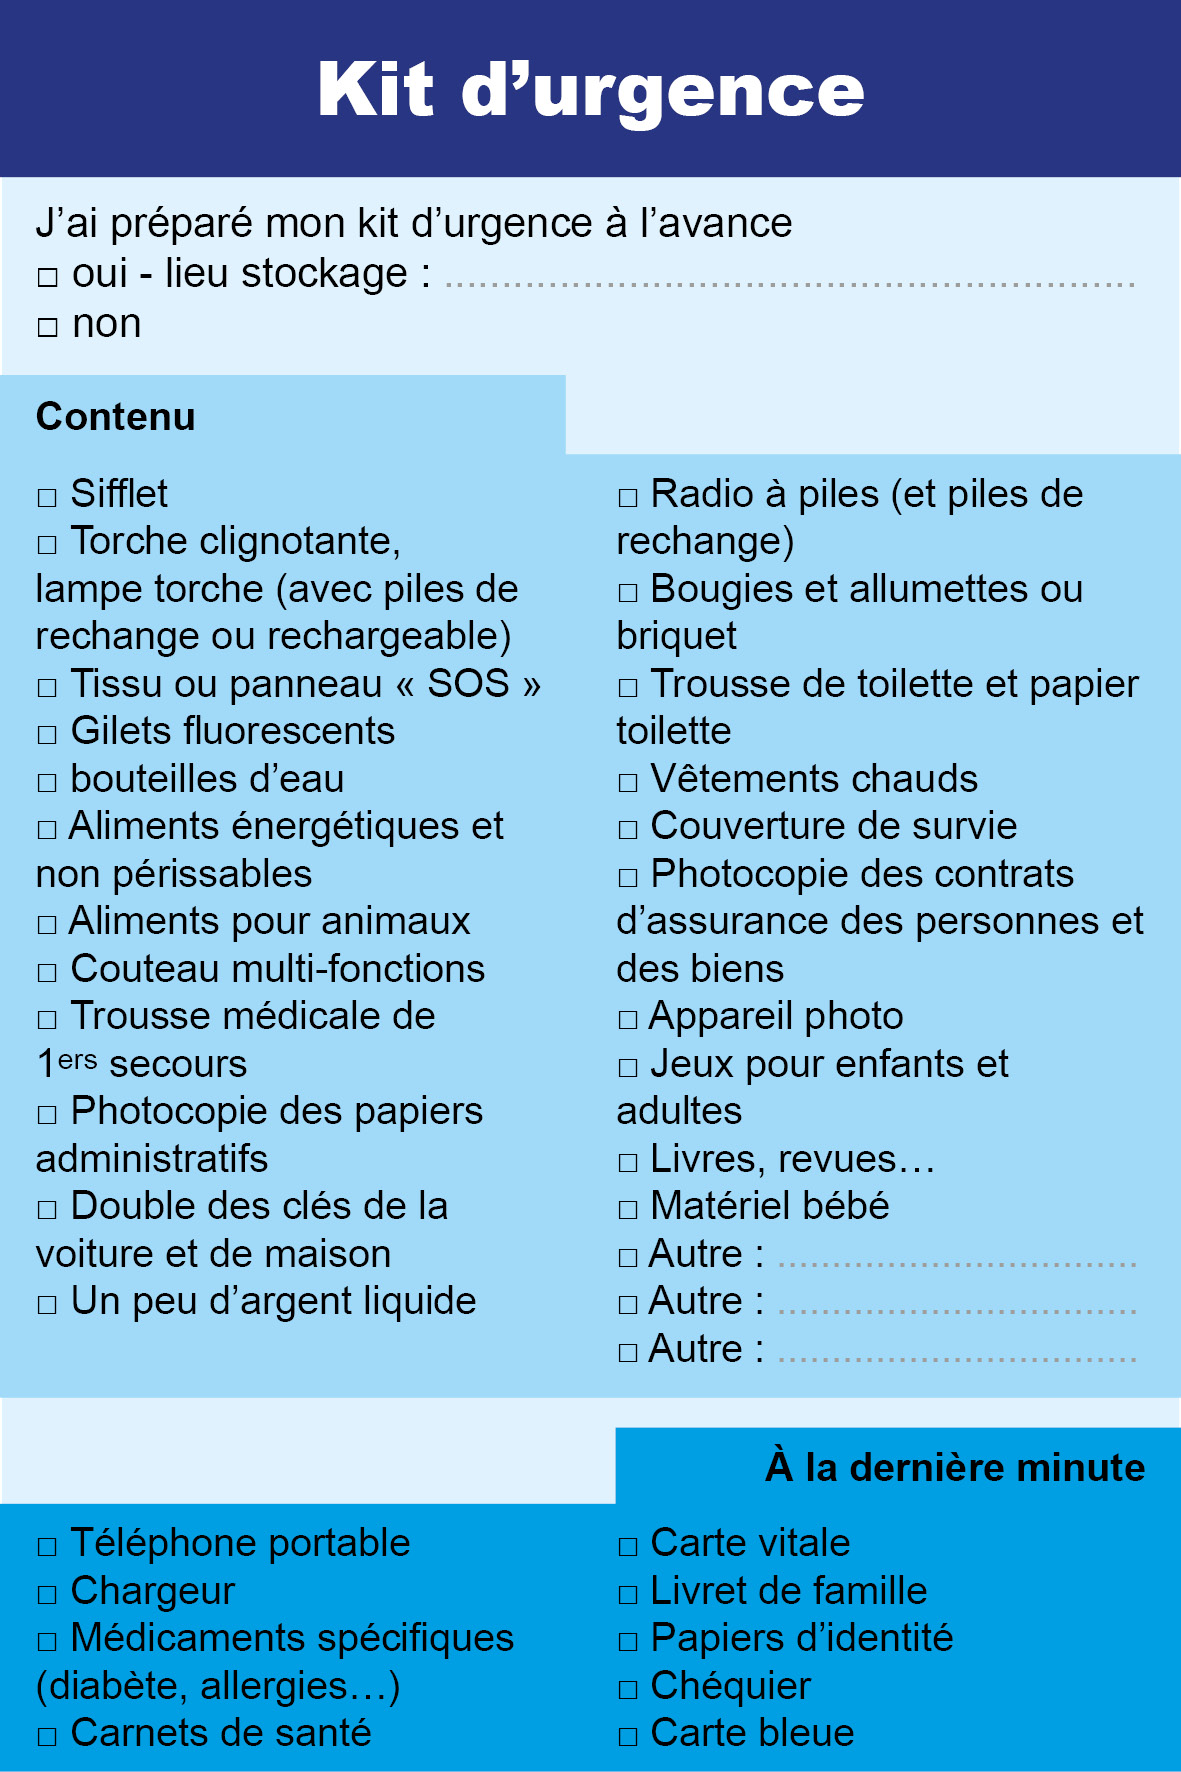 Kit d’urgence
J’ai préparé mon kit d’urgence à l’avance
□ oui - lieu stockage : ............................................................
□ non
Contenu
□ Sifflet
□ Torche clignotante,
lampe torche (avec piles de
rechange ou rechargeable)
□ Tissu ou panneau « SOS »
□ Gilets fluorescents
□ bouteilles d’eau
□ Aliments énergétiques et
non périssables
□ Aliments pour animaux
□ Couteau multi-fonctions
□ Trousse médicale de
1ers secours
□ Photocopie des papiers
administratifs
□ Double des clés de la
voiture et de maison
□ Un peu d’argent liquide
□ Radio à piles (et piles de
rechange)
□ Bougies et allumettes ou
briquet
□ Trousse de toilette et papier
toilette
□ Vêtements chauds
□ Couverture de survie
□ Photocopie des contrats
d’assurance des personnes et
des biens
□ Appareil photo
□ Jeux pour enfants et
adultes
□ Livres, revues…
□ Matériel bébé
□ Autre : .................................
□ Autre : .................................
□ Autre : .................................
À la dernière minute
□ Téléphone portable
□ Chargeur
□ Médicaments spécifiques
(diabète, allergies…)
□ Carnets de santé
□ Carte vitale
□ Livret de famille
□ Papiers d’identité
□ Chéquier
□ Carte bleue